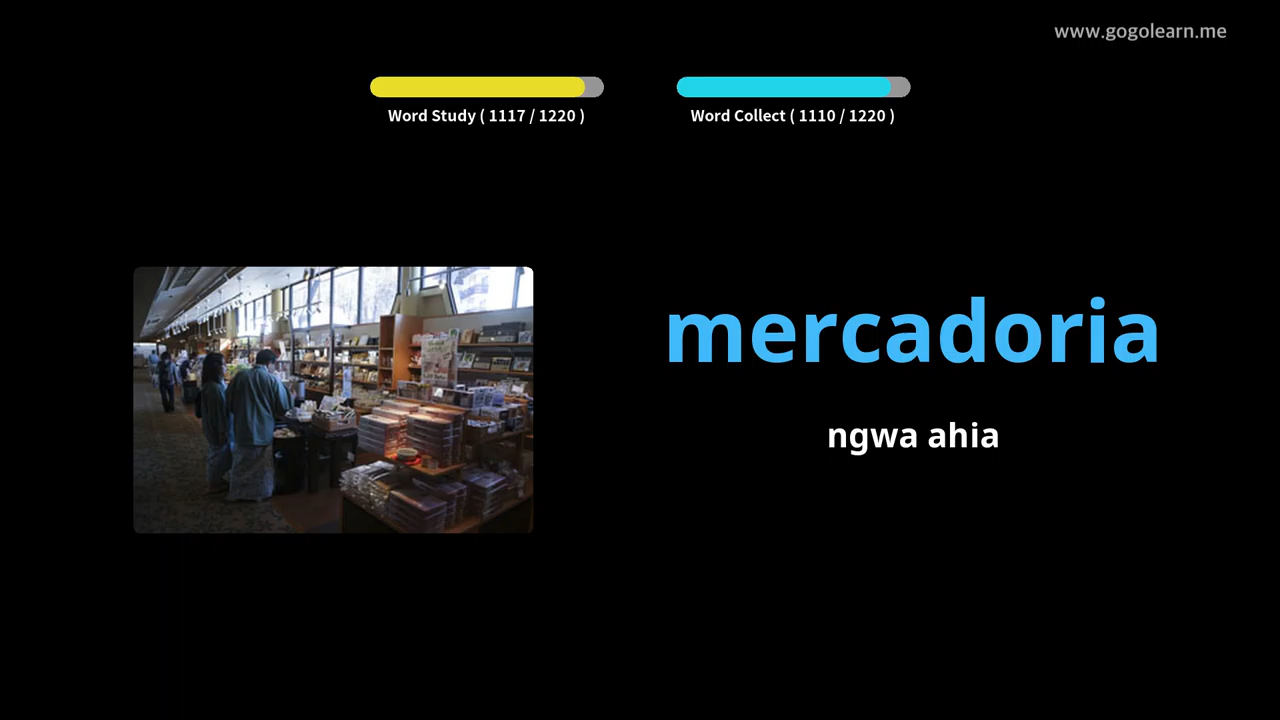 www.gogolearn.me
Word Study ( 1117 / 1220 )
Word Collect ( 1110 / 1220 )
mercadoria
ngwa ahia